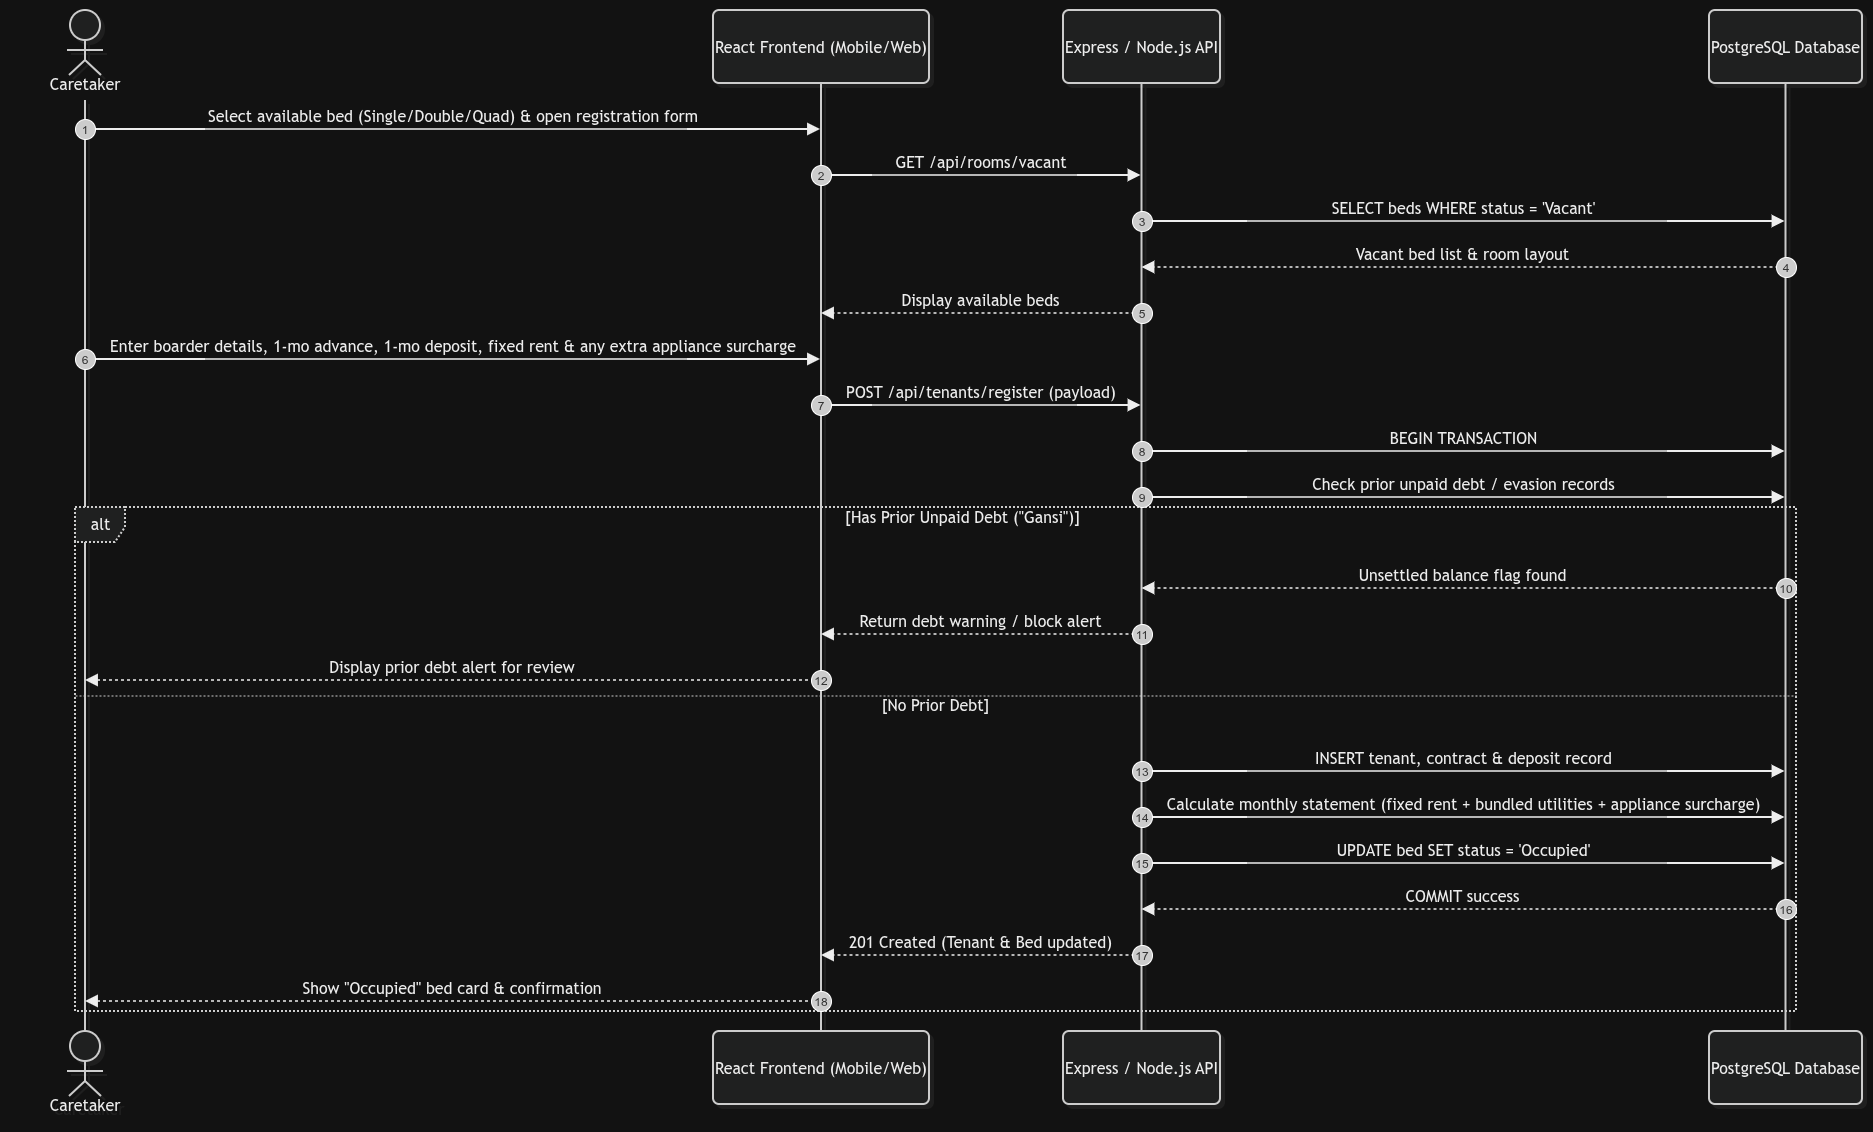 Caretaker
React Frontend (Mobile/Web)
Express / Node.js API
PostgreSQL Database
1
Select available bed (Single/Double/Quad) & open registration form
2
GET /api/rooms/vacant
3
SELECT beds WHERE status = 'Vacant'
Vacant bed list & room layout
4
Display available beds
5
6
Enter boarder details, 1-mo advance, 1-mo deposit, fixed rent & any extra appliance surcharge
7
POST /api/tenants/register (payload)
8
BEGIN TRANSACTION
9
Check prior unpaid debt / evasion records
alt
[Has Prior Unpaid Debt ("Gansi")]
Unsettled balance flag found
10
Return debt warning / block alert
11
Display prior debt alert for review
12
[No Prior Debt]
13
INSERT tenant, contract & deposit record
14
Calculate monthly statement (fixed rent + bundled utilities + appliance surcharge)
15
UPDATE bed SET status = 'Occupied'
COMMIT success
16
201 Created (Tenant & Bed updated)
17
Show "Occupied" bed card & confirmation
18
Caretaker
React Frontend (Mobile/Web)
Express / Node.js API
PostgreSQL Database